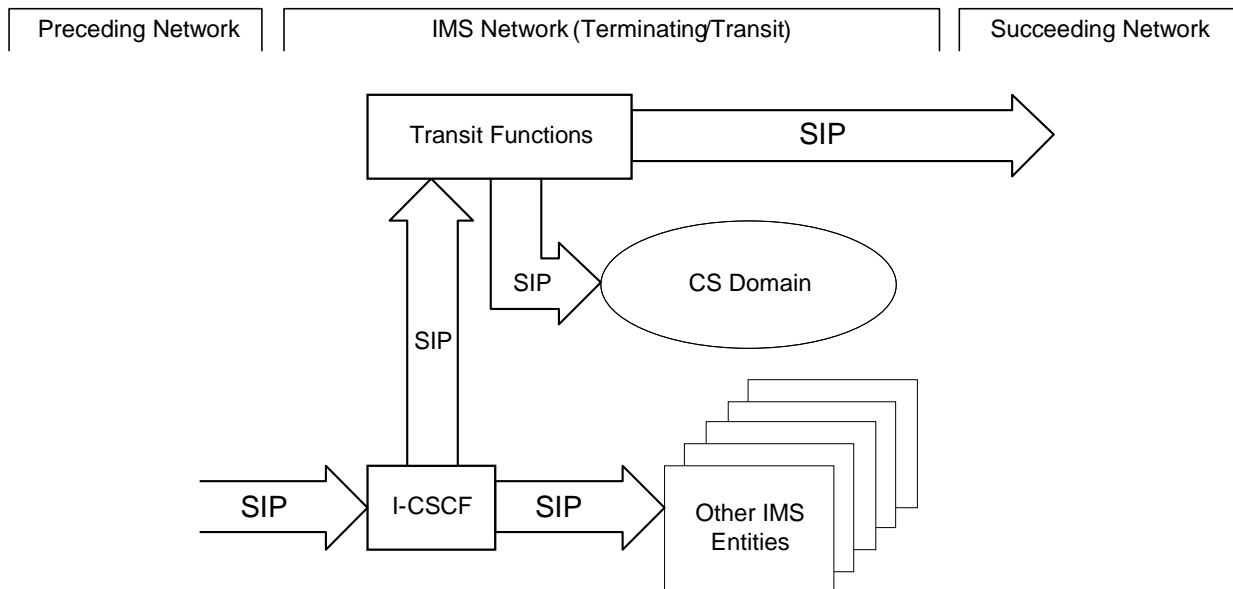 Preceding Network
IMS Network (Terminating/Transit)
Succeeding Network
Transit Functions
SIP
SIP
CS Domain
SIP
SIP
I-CSCF
SIP
Other IMS
Entities